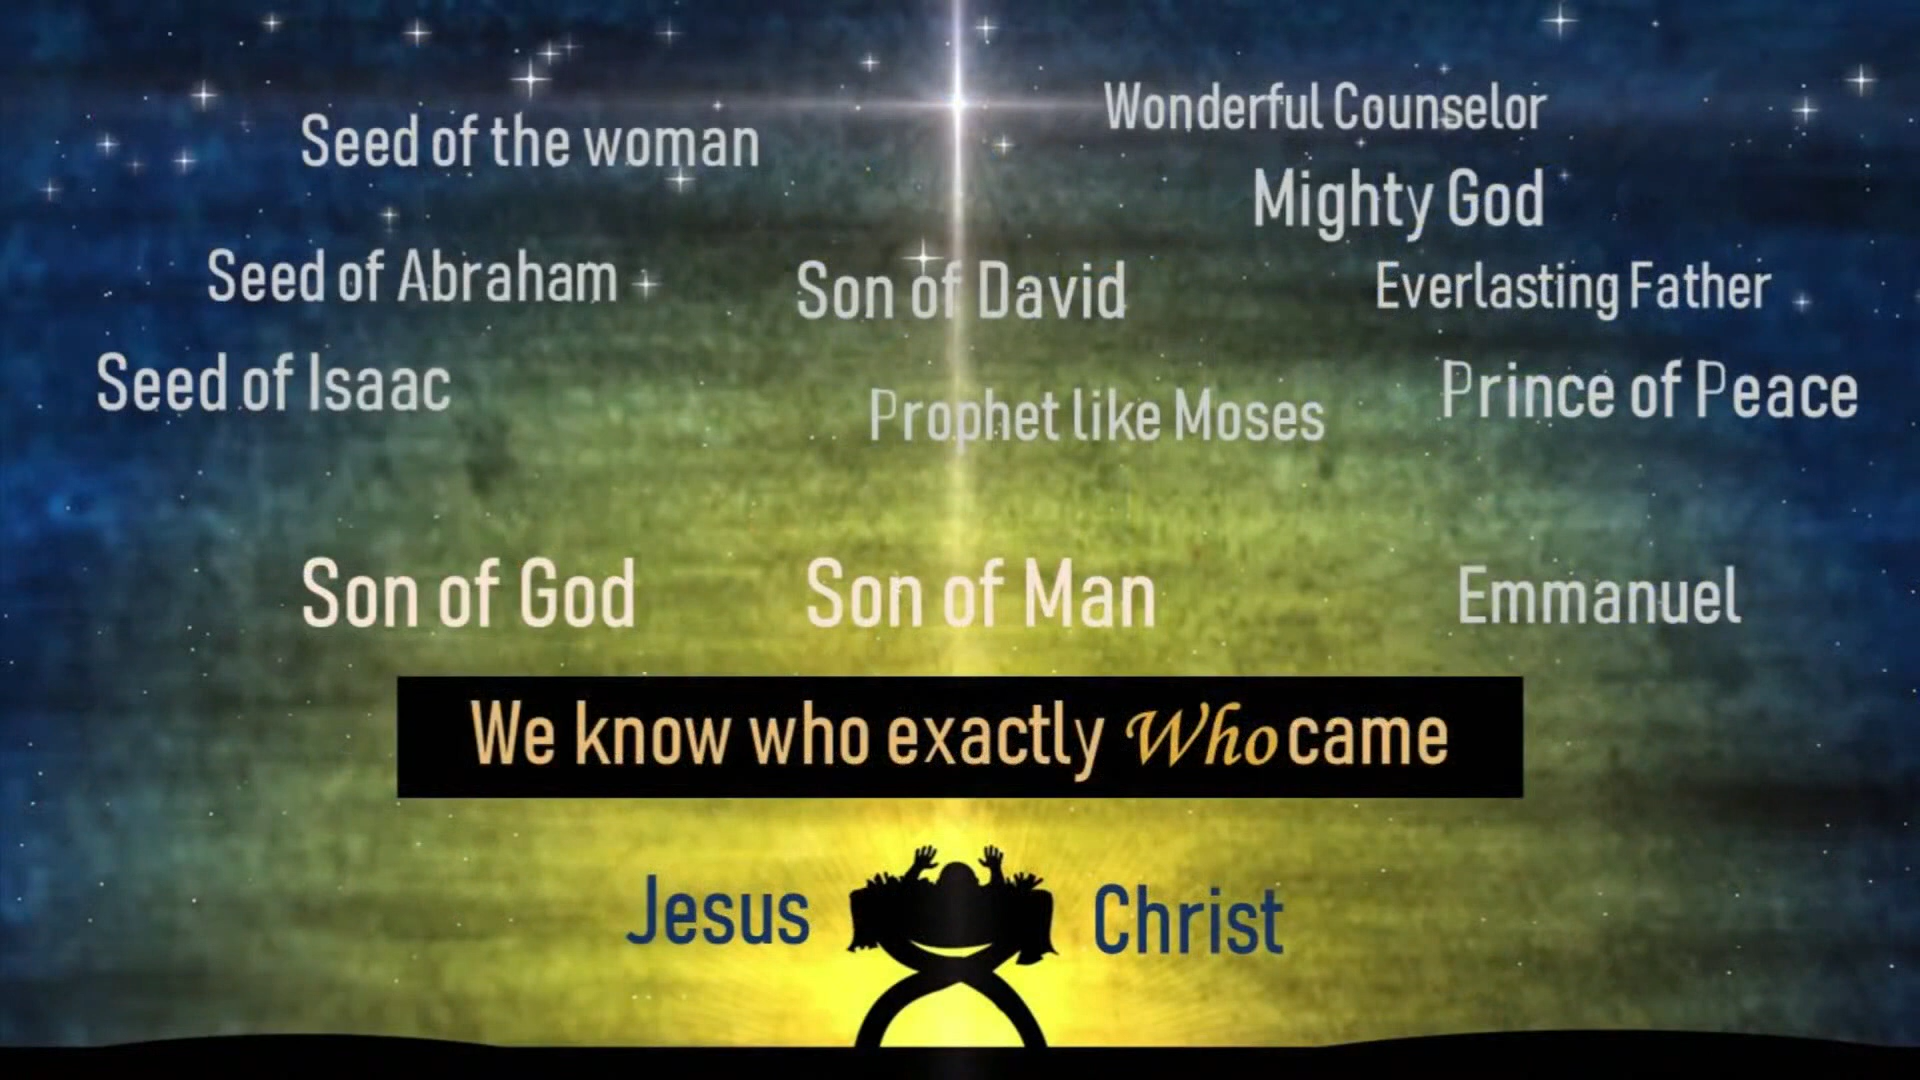 Seed of the woman
Wonderful Counselor
Mighty God
Seed of Abraham
Son of David
Everlasting Father
Seed of Isaac
Prophet like Moses
Prince of Peace
Son of God
Son of Man
Emmanuel
We know who exactly Who came
Jesus Christ